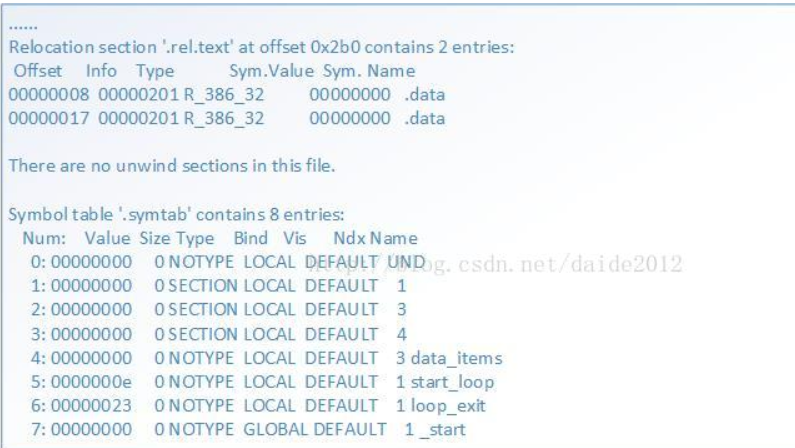 ......
Relocation section '.rel.text' at offset 0x2b0 contains 2 entries:
Offset Info Type Sym.Value Sym. Name
00000008 00000201 R_386_32 00000000 .data
00000017 00000201 R_386_32 00000000 .data
There are no unwind sections in this file.
Symbol table '.symtab' contains 8 entries:
Num: Value Size Type Bind Vis Ndx Name
0: 00000000 0 NOTYPE LOCAL DEFAULT UND
http://blog.csdn.net/daide2012
1: 00000000 0 SECTION LOCAL DEFAULT 1
2: 00000000 0 SECTION LOCAL DEFAULT 3
3: 00000000 0 SECTION LOCAL DEFAULT 4
4: 00000000 0 NOTYPE LOCAL DEFAULT 3 data_items
5: 0000000e 0 NOTYPE LOCAL DEFAULT 1 start_loop
6: 00000023 0 NOTYPE LOCAL DEFAULT 1 loop_exit
7: 00000000 0 NOTYPE GLOBAL DEFAULT 1 _start